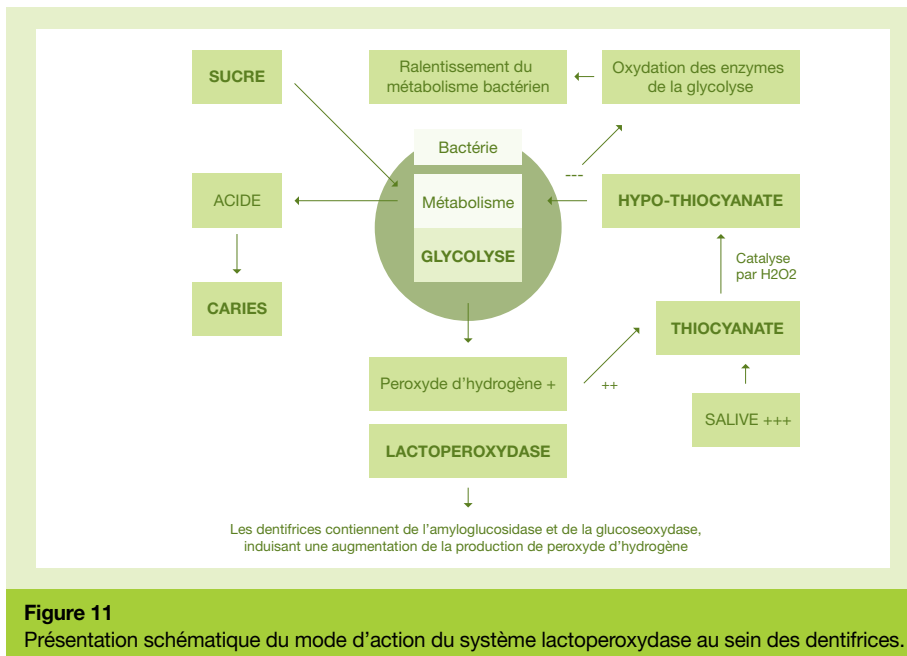 SUCRE
Ralentissement du
métabolisme bactérien
Oxydation des enzymes
de la glycolyse
Bactérie
---
ACIDE
Métabolisme
HYPO-THIOCYANATE
GLYCOLYSE
Catalyse
par H2O2
CARIES
THIOCYANATE
Peroxyde d'hydrogène +
++
SALIVE +++
LACTOPEROXYDASE
Les dentifrices contiennent de l'amyloglucosidase et de la glucoseoxydase,
induisant une augmentation de la production de peroxyde d'hydrogène
Figure 11
Présentation schématique du mode d'action du système lactoperoxydase au sein des dentifrices.